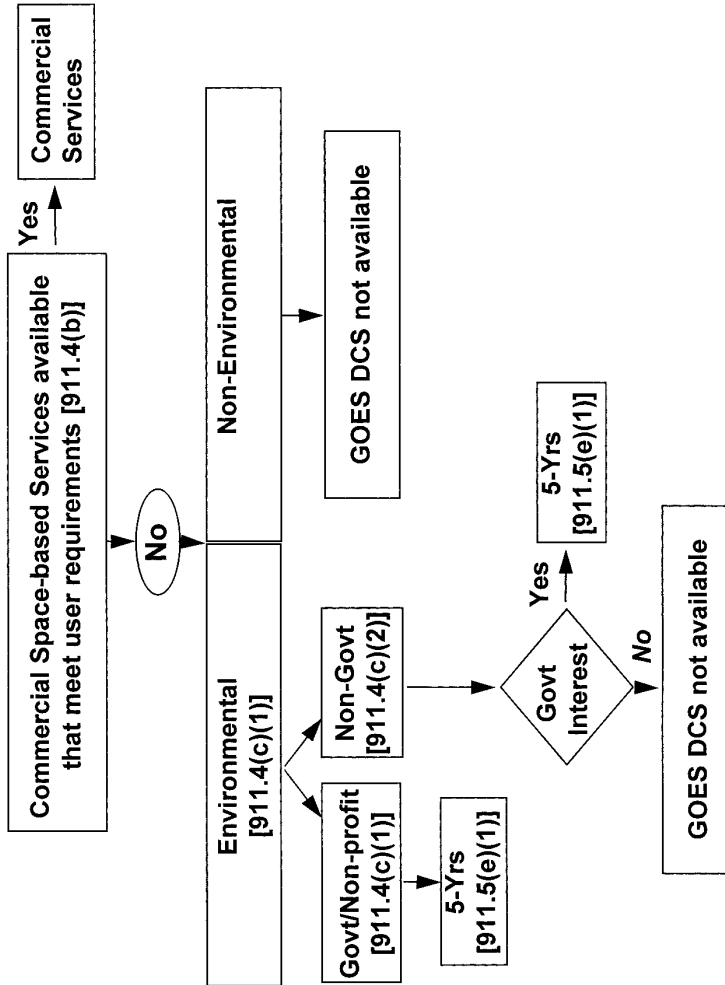 Commercial Space-based Services available
that meet user requirements [911.4(b)]
Yes
Commercial
Services
No
Environmental
[911.4(c)(1)]
Non-Environmental
Govt/Non-profit
[911.4(c)(1)]
Non-Govt
[911.4(c)(2)]
GOES DCS not available
5-Yrs
[911.5(e)(1)]
Govt
Interest
Yes
5-Yrs
[911.5(e)(1)]
No
GOES DCS not available